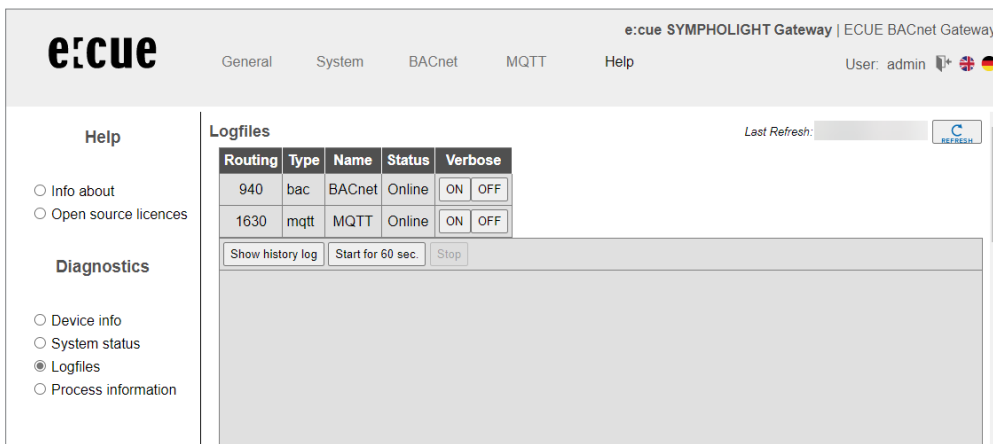 e:cue SYMPHOLIGHT Gateway | ECUE BACnet Gateway
e:cue
General System BACnet MQTT Help
User: admin
Help
Info about
Open source licences
Diagnostics
Device info
System status
Logfiles
Process information
Logfiles
Last Refresh:
REFRESH
Routing Type Name Status Verbose
940 bac BACnet Online ON OFF
1630 mqtt MQTT Online ON OFF
Show history log Start for 60 sec. Stop